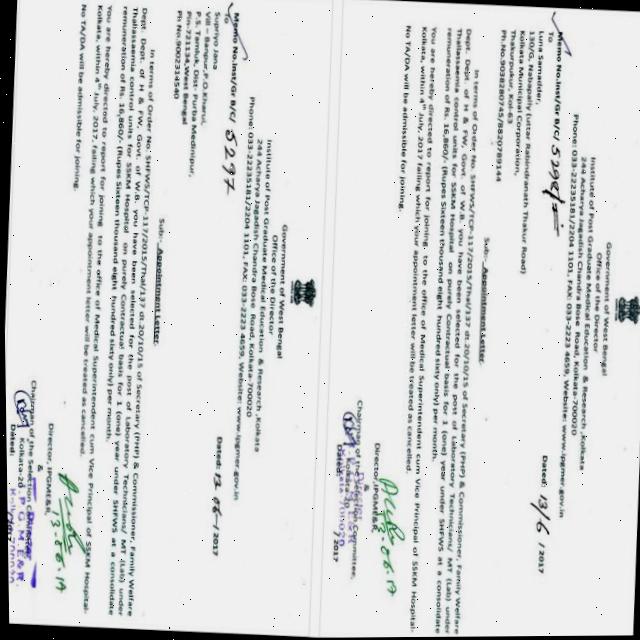 Government of West Bengal
Office of the Director
Institute of Post Graduate Medical Education & Research ,Kolkata
244 Acharya Jagadish Chandra Bose Road, Kolkata-700020
Phone: 033-22235181/2204 1101, FAX: 033-2223 4659, Website: www.ipgmer.gov.in
Memo No.Inst/Gr B/C/
Dated: 13/6 / 2017
To
Luna Samadder,
130/G, Nabapally (Uttar Rabindranath Thakur Road)
Kolkata Municipal Corporation,
Thakurpukur, Kol-63
Ph.No.9038280745/8820789144
Sub:- Appointment Letter.
In terms of Order No. SHFWS/TCP-117/2015/Thal/137 dt.20/10/15 of Secretary (PHP) & Commissioner, Family Welfare
Dept. Dept. of H & FW, Govt. of W.B. you have been selected for the post of Laboratory Technician/ MT (Lab) under
Thallassaemia control units for SSKM Hospital on purely Contractual basis for 1 (one) year under SHFWS at a consolidate
remuneration of Rs. 16,860/- (Rupees Sixteen thousand eight hundred sixty only) per month.
You are hereby directed to report for joining to the office of Medical Superintendent cum Vice Principal of SSKM Hospital-
Kolkata, within 4th July, 2017 failing which your appointment letter will be treated as cancelled.
No TA/DA will be admissible for joining.
13.06.17
Director, IPGME&R,
&
Chairman of the Selection Committee,
Kolkata-20
Dated: / 2017
Government of West Bengal
Office of the Director
Institute of Post Graduate Medical Education & Research ,Kolkata
244 Acharya Jagadish Chandra Bose Road, Kolkata-700020
Phone: 033-22235181/2204 1101, FAX: 033-2223 4659, Website: www.ipgmer.gov.in
Memo No.Inst/Gr B/C/ 5297
Dated: 13.06/2017
To
Supriyo Jana
Vill – Banpur,P.O.Kharui,
P.S. Tamluk, Dist- Purba Medinipur,
Pin-721134,West Bengal
Ph No.9002314540
Sub:- Appointment Letter.
In terms of Order No. SHFWS/TCP-117/2015/Thal/137 dt.20/10/15 of Secretary (PHP) & Commissioner, Family Welfare
Dept. Dept. of H & FW, Govt. of W.B. you have been selected for the post of Laboratory Technician/ MT (Lab) under
Thallassaemia control units for SSKM Hospital on purely Contractual basis for 1 (one) year under SHFWS at a consolidate
remuneration of Rs. 16,860/- (Rupes Sixteen thousand eight hundred sixty only) per month.
You are hereby directed to report for joining to the office of Medical Superintendent cum Vice Principal of SSKM Hospital-
Kolkata, within 4th July, 2017, failing which your appointment letter will be treated as cancelled.
No TA/DA will be admissible for joining.
13.06.17
Director, IPGME&R,
&
Chairman of the Selection
Kolkata-20
Dated: /2017